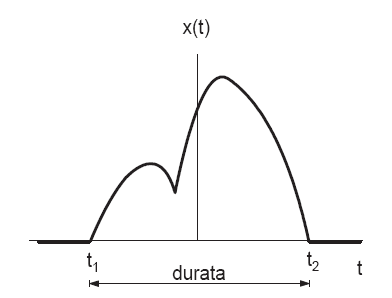 x(t)
t₁
t₂
t
durata